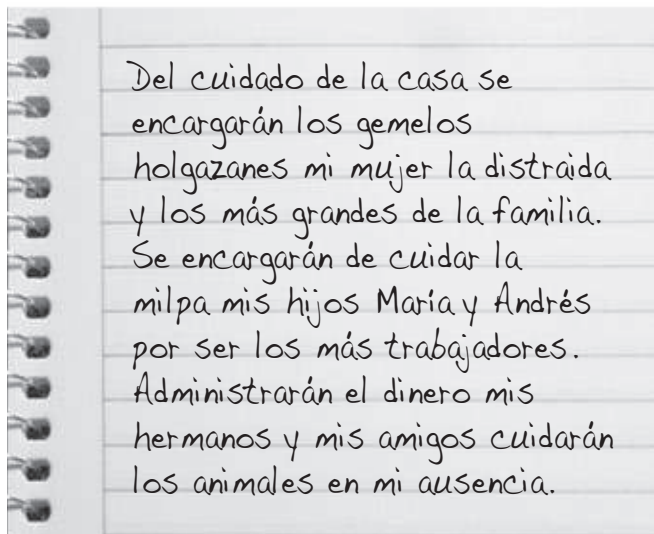 Del cuidado de la casa se
encargarán los gemelos
holgazanes mi mujer la distraida
y los más grandes de la familia.
Se encargarán de cuidar la
milpa mis hijos María y Andrés
por ser los más trabajadores.
Administrarán el dinero mis
hermanos y mis amigos cuidarán
los animales en mi ausencia.